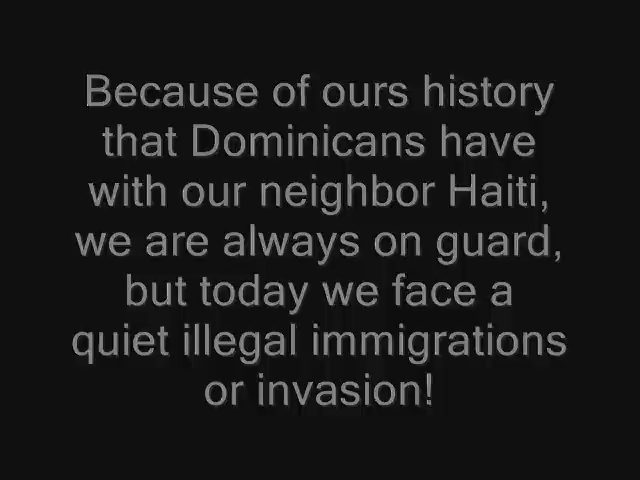 Because of ours history
that Dominicans have
with our neighbor Haiti,
we are always on guard,
but today we face a
quiet illegal immigrations
or invasion!